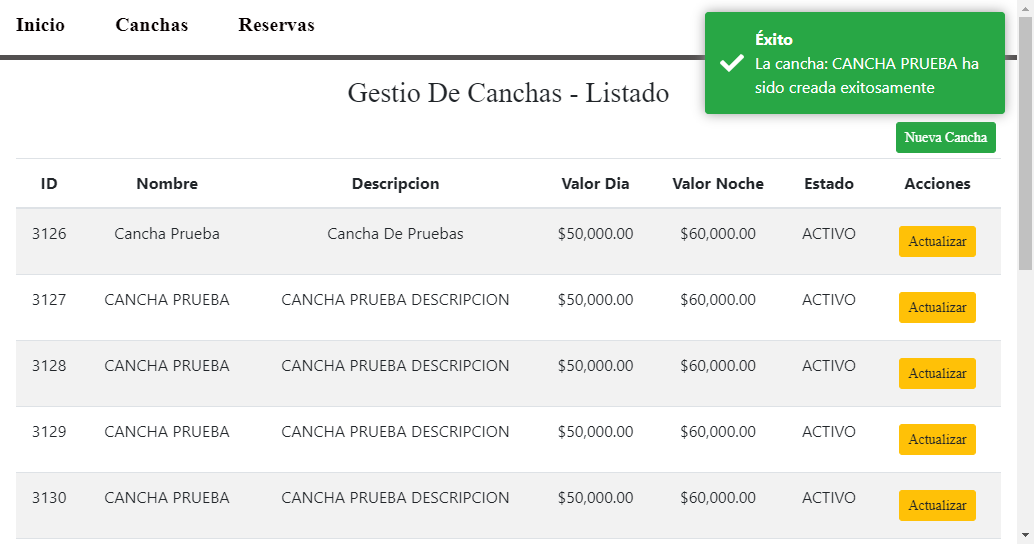 Inicio Canchas Reservas
Éxito
La cancha: CANCHA PRUEBA ha
sido creada exitosamente
Gestio De Canchas - Listado
Nueva Cancha
ID Nombre Descripcion Valor Dia Valor Noche Estado Acciones
3126 Cancha Prueba Cancha De Pruebas $50,000.00 $60,000.00 ACTIVO Actualizar
3127 CANCHA PRUEBA CANCHA PRUEBA DESCRIPCION $50,000.00 $60,000.00 ACTIVO Actualizar
3128 CANCHA PRUEBA CANCHA PRUEBA DESCRIPCION $50,000.00 $60,000.00 ACTIVO Actualizar
3129 CANCHA PRUEBA CANCHA PRUEBA DESCRIPCION $50,000.00 $60,000.00 ACTIVO Actualizar
3130 CANCHA PRUEBA CANCHA PRUEBA DESCRIPCION $50,000.00 $60,000.00 ACTIVO Actualizar